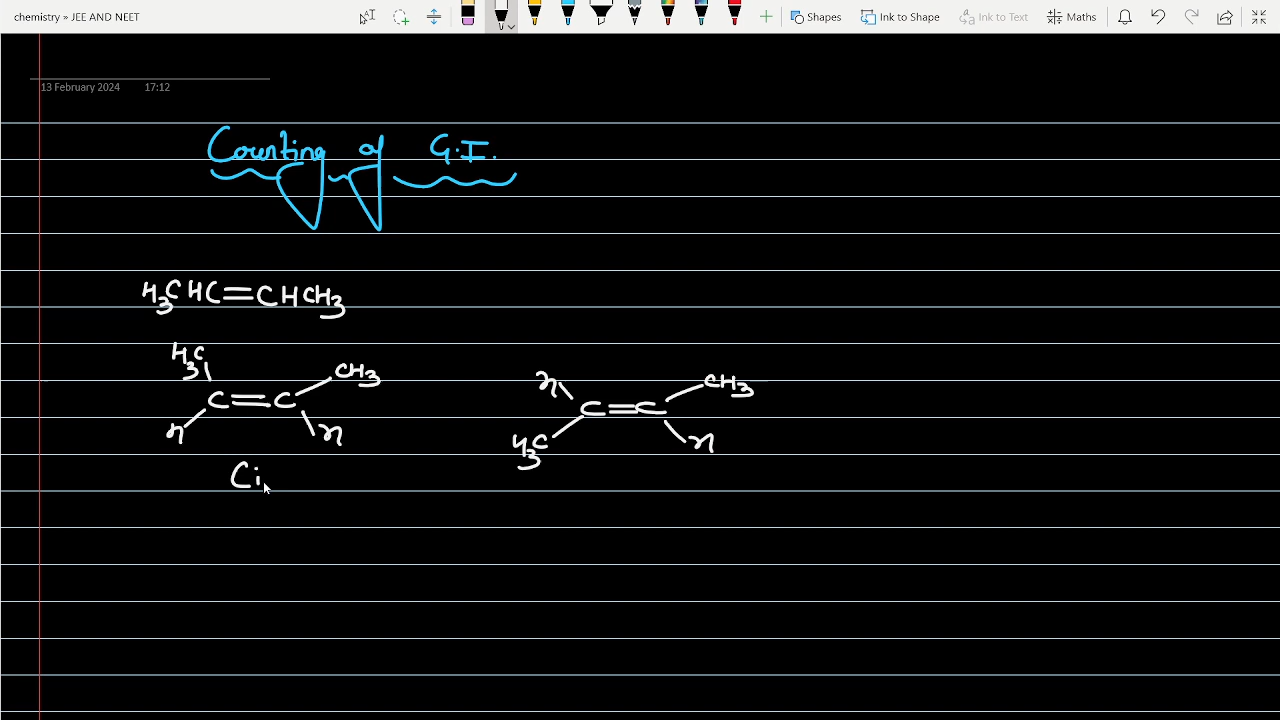 chemistry » JEE AND NEET
Shapes Ink to Shape Ink to Text Maths
13 February 2024 17:12
Counting of G.I.
H3CHC=CHCH3
H3C CH3 H CH3
C=C C=C
H H H3C H
Ci